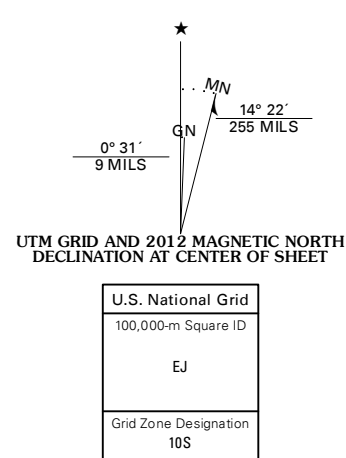 MN
GN
14° 22´
255 MILS
0° 31´
9 MILS
UTM GRID AND 2012 MAGNETIC NORTH
DECLINATION AT CENTER OF SHEET
U.S. National Grid
100,000-m Square ID
EJ
Grid Zone Designation
10S